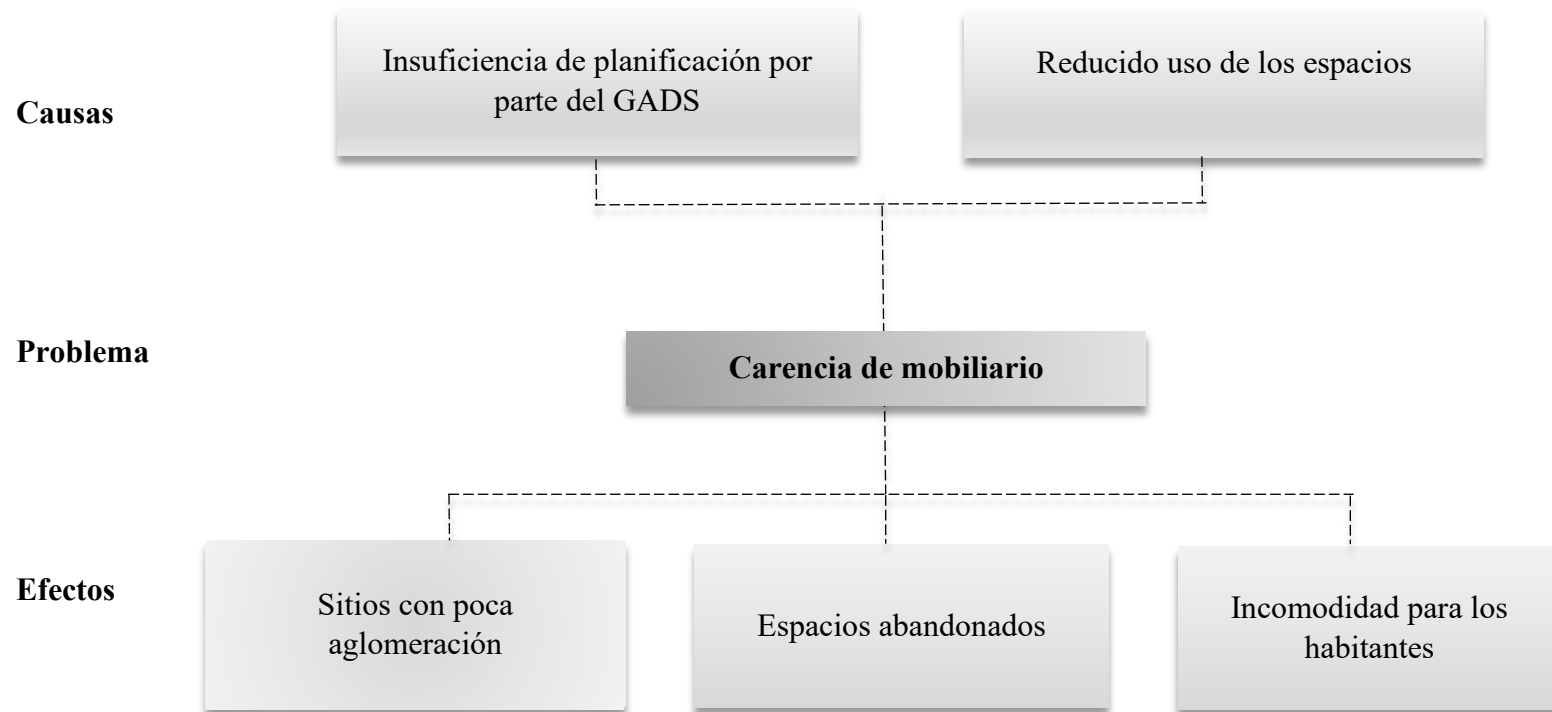 Causas
Insuficiencia de planificación por
parte del GADS
Reducido uso de los espacios
Problema
Carencia de mobiliario
Efectos
Sitios con poca
aglomeración
Espacios abandonados
Incomodidad para los
habitantes